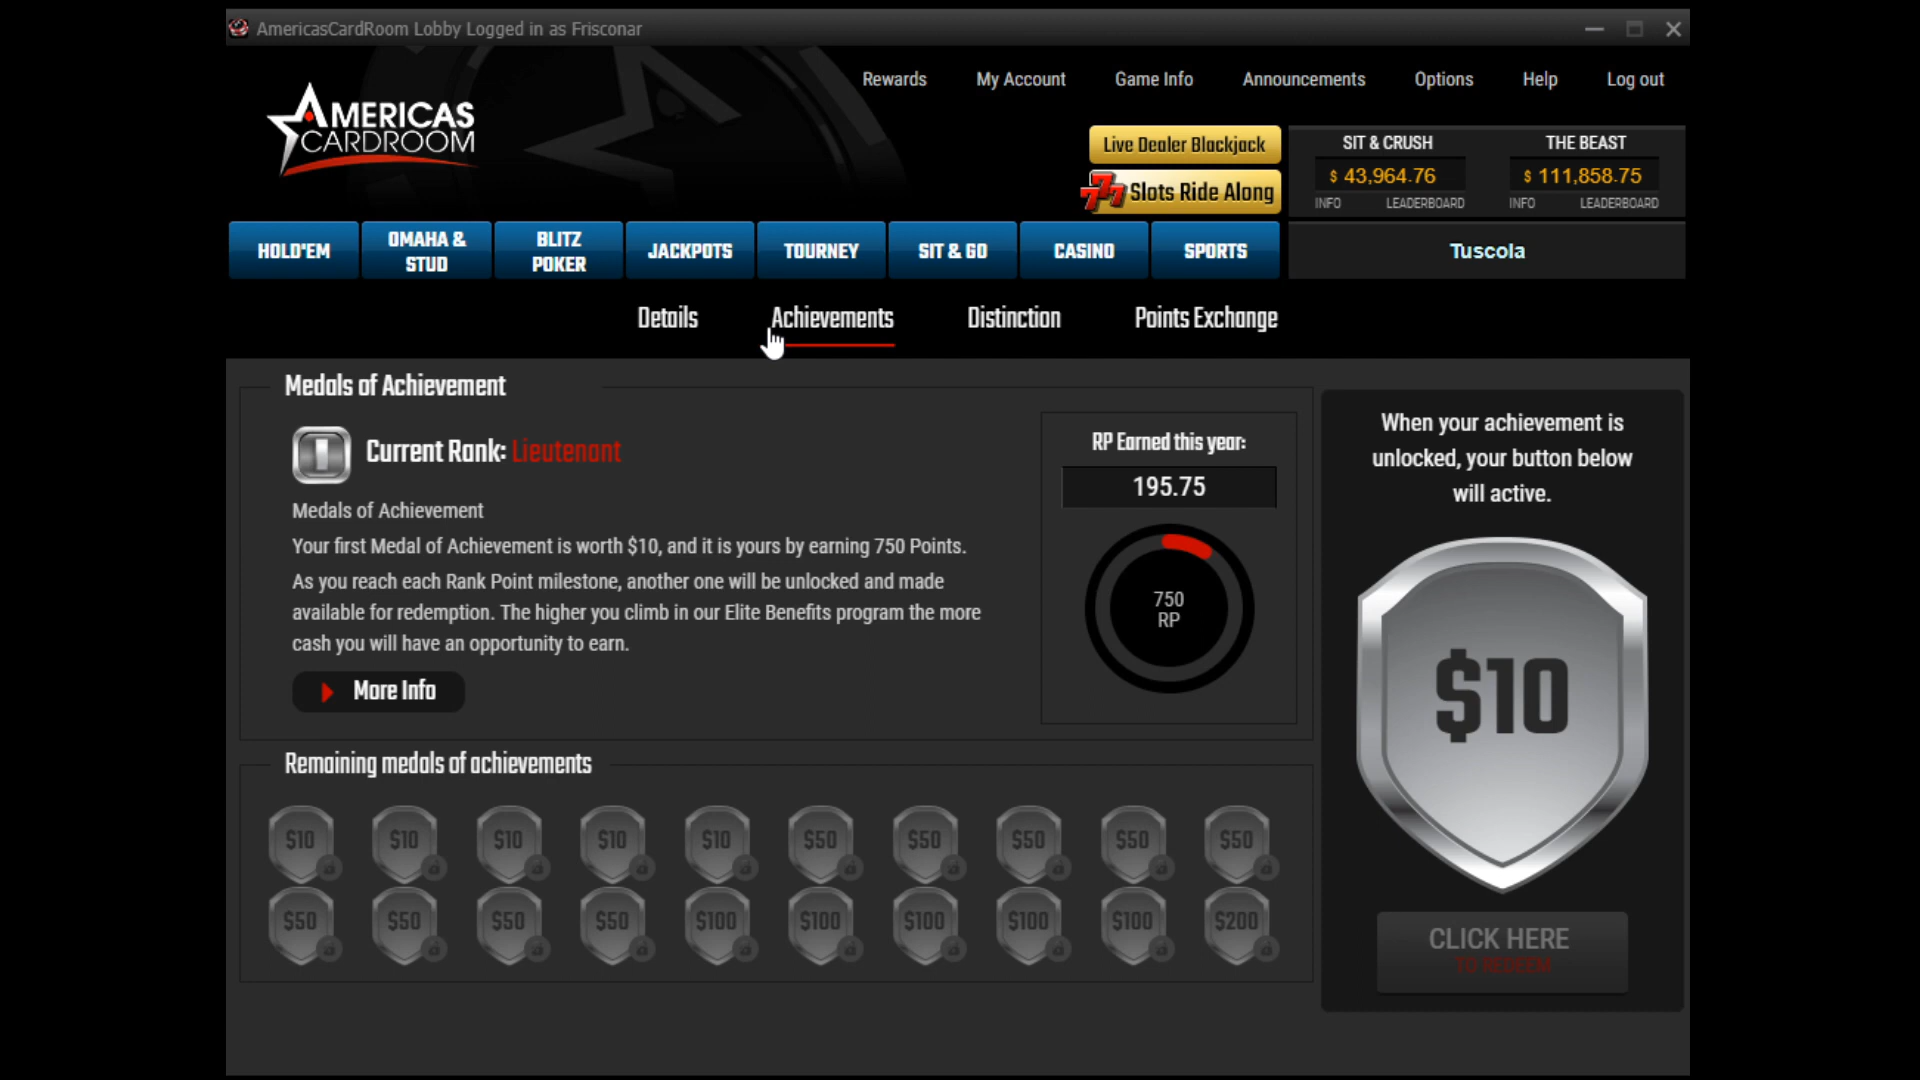 AmericasCardRoom Lobby Logged in as Frisconar
Rewards My Account Game Info Announcements Options Help Log out
AMERICAS
CARDROOM
Live Dealer Blackjack
777 Slots Ride Along
SIT & CRUSH THE BEAST
$ 43,964.76 $ 111,858.75
INFO LEADERBOARD INFO LEADERBOARD
HOLD'EM
OMAHA &
STUD
BLITZ
POKER
JACKPOTS
TOURNEY
SIT & GO
CASINO
SPORTS
Tuscola
Details Achievements Distinction Points Exchange
Medals of Achievement
Current Rank: Lieutenant
Medals of Achievement
Your first Medal of Achievement is worth $10, and it is yours by earning 750 Points.
As you reach each Rank Point milestone, another one will be unlocked and made
available for redemption. The higher you climb in our Elite Benefits program the more
cash you will have an opportunity to earn.
More Info
RP Earned this year:
195.75
750
RP
Remaining medals of achievements
$10 $10 $10 $10 $10 $50 $50 $50 $50 $50
$50 $50 $50 $50 $100 $100 $100 $100 $100 $200
When your achievement is
unlocked, your button below
will active.
$10
CLICK HERE
TO REDEEM